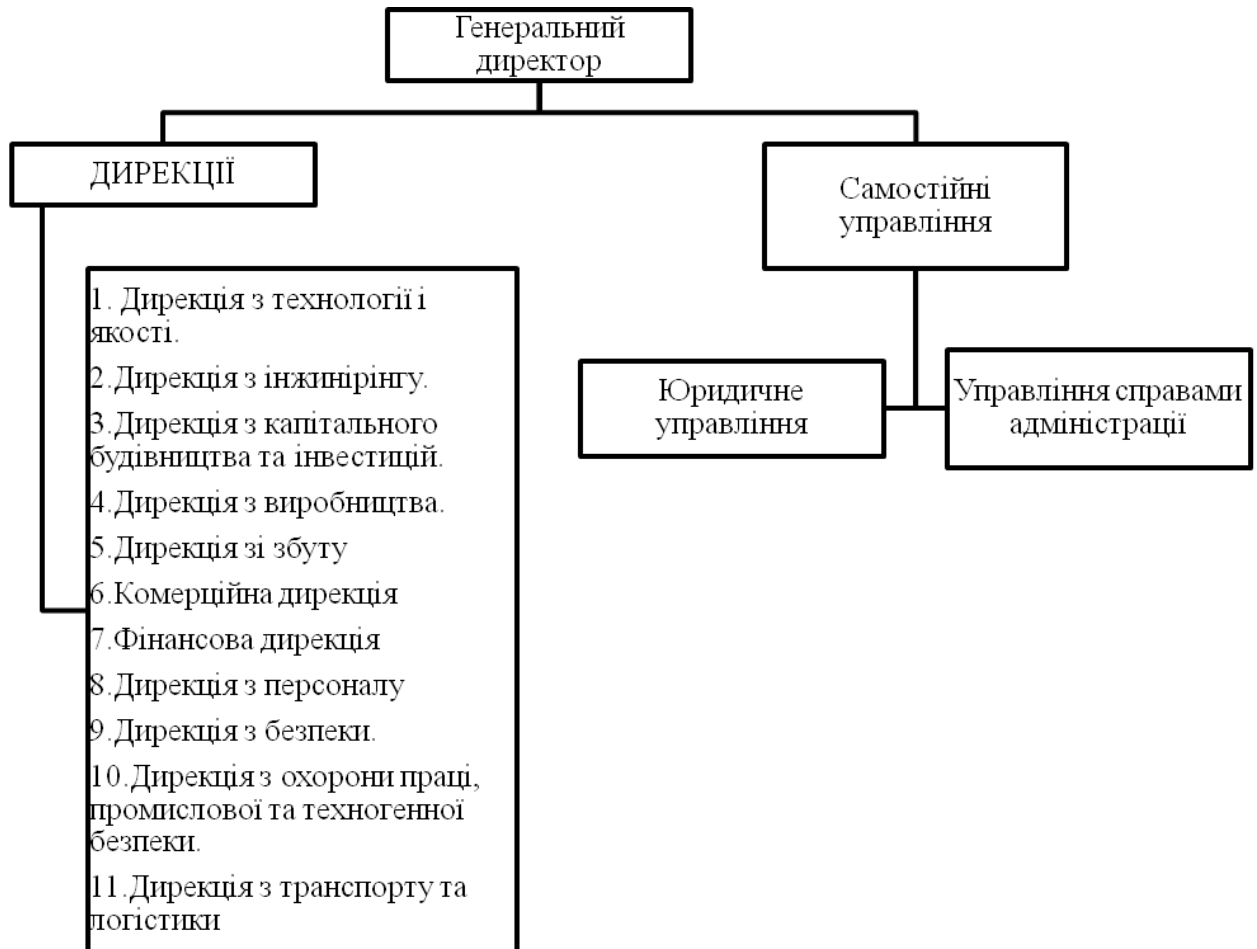 Генеральний
директор
ДИРЕКЦІЇ
Самостійні
управління
1. Дирекція з технології і
якості.
2.Дирекція з інжинірінгу.
3.Дирекція з капітального
будівництва та інвестицій.
4.Дирекція з виробництва.
5.Дирекція зі збуту
6.Комерційна дирекція
7.Фінансова дирекція
8.Дирекція з персоналу
9.Дирекція з безпеки.
10.Дирекція з охорони праці,
промислової та техногенної
безпеки.
11.Дирекція з транспорту та
логістики
Юридичне
управління
Управління справами
адміністрації